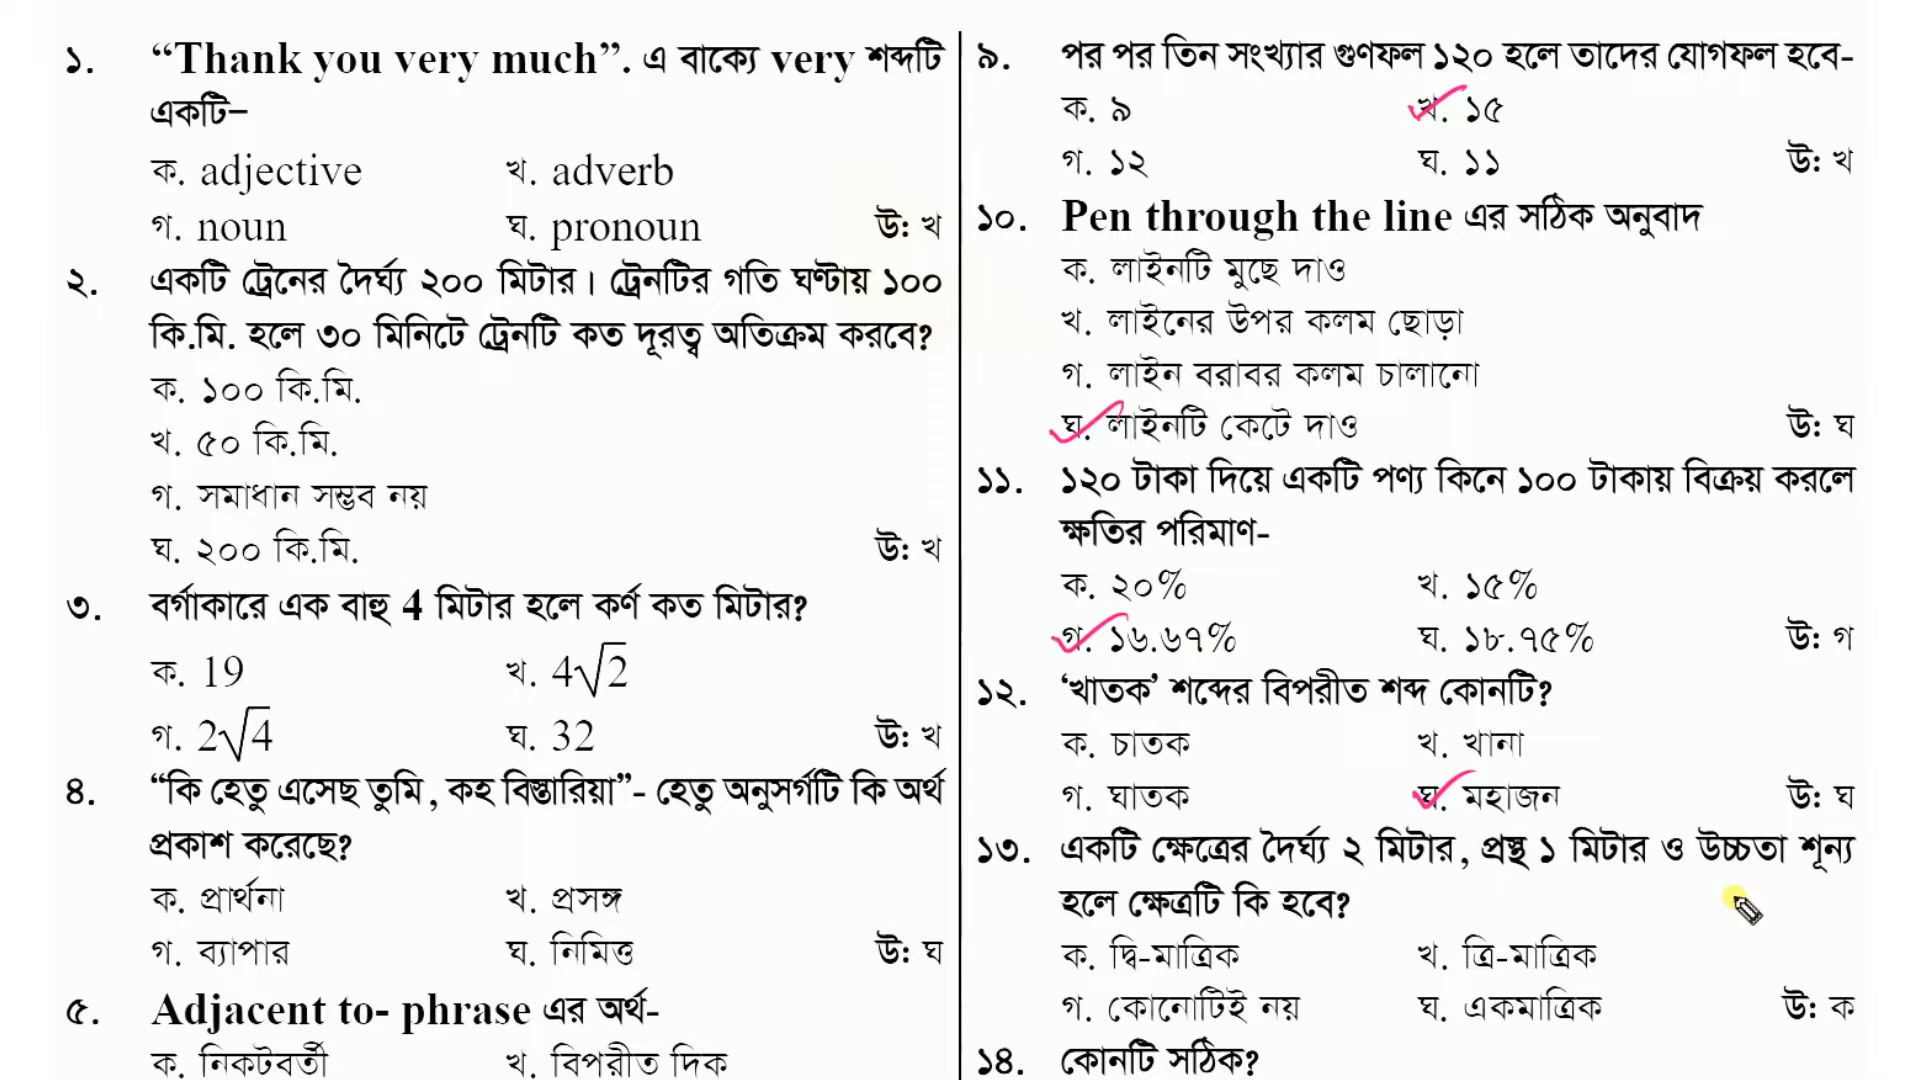 ১. “Thank you very much”. এ বাক্যে very শব্দটি
একটি–
ক. adjective খ. adverb
গ. noun ঘ. pronoun উ: খ
২. একটি ট্রেনের দৈর্ঘ্য ২০০ মিটার। ট্রেনটির গতি ঘণ্টায় ১০০
কি.মি. হলে ৩০ মিনিটে ট্রেনটি কত দূরত্ব অতিক্রম করবে?
ক. ১০০ কি.মি.
খ. ৫০ কি.মি.
গ. সমাধান সম্ভব নয়
ঘ. ২০০ কি.মি. উ: খ
৩. বর্গাকারে এক বাহু 4 মিটার হলে কর্ণ কত মিটার?
ক. 19 খ. 4√2
গ. 2√4 ঘ. 32 উ: খ
৪. “কি হেতু এসেছ তুমি, কহ বিস্তারিয়া”- হেতু অনুসর্গটি কি অর্থ
প্রকাশ করেছে?
ক. প্রার্থনা খ. প্রসঙ্গ
গ. ব্যাপার ঘ. নিমিত্ত উ: ঘ
৫. Adjacent to- phrase এর অর্থ-
ক. নিকটবর্তী খ. বিপরীত দিক
৯. পর পর তিন সংখ্যার গুণফল ১২০ হলে তাদের যোগফল হবে-
ক. ৯ খ. ১৫
গ. ১২ ঘ. ১১ উ: খ
১০. Pen through the line এর সঠিক অনুবাদ
ক. লাইনটি মুছে দাও
খ. লাইনের উপর কলম ছোড়া
গ. লাইন বরাবর কলম চালানো
ঘ. লাইনটি কেটে দাও উ: ঘ
১১. ১২০ টাকা দিয়ে একটি পণ্য কিনে ১০০ টাকায় বিক্রয় করলে
ক্ষতির পরিমাণ-
ক. ২০% খ. ১৫%
গ. ১৬.৬৭% ঘ. ১৮.৭৫% উ: গ
১২. ‘খাতক’ শব্দের বিপরীত শব্দ কোনটি?
ক. চাতক খ. খানা
গ. ঘাতক ঘ. মহাজন উ: ঘ
১৩. একটি ক্ষেত্রের দৈর্ঘ্য ২ মিটার, প্রস্থ ১ মিটার ও উচ্চতা শূন্য
হলে ক্ষেত্রটি কি হবে?
ক. দ্বি-মাত্রিক খ. ত্রি-মাত্রিক
গ. কোনোটিই নয় ঘ. একমাত্রিক উ: ক
১৪. কোনটি সঠিক?